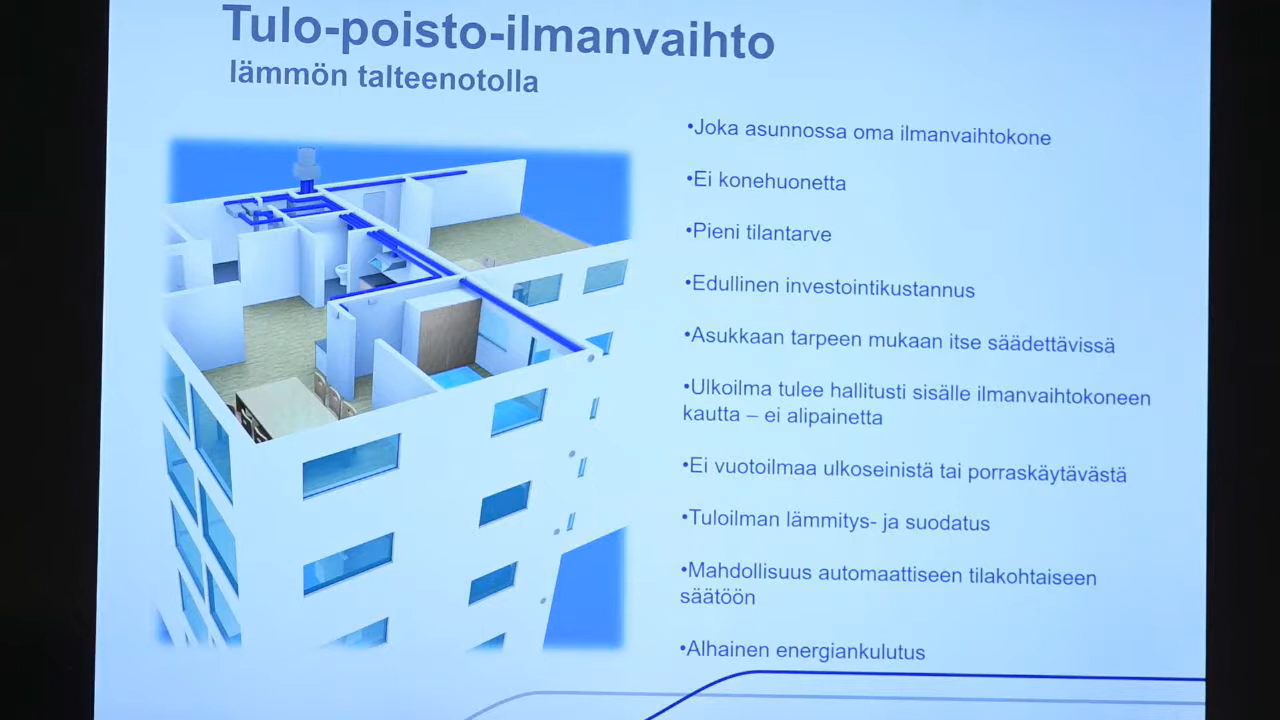 Tulo-poisto-ilmanvaihto
lämmön talteenotolla
•Joka asunnossa oma ilmanvaihtokone
•Ei konehuonetta
•Pieni tilantarve
•Edullinen investointikustannus
•Asukkaan tarpeen mukaan itse säädettävissä
•Ulkoilma tulee hallitusti sisälle ilmanvaihtokoneen
kautta – ei alipainetta
•Ei vuotoilmaa ulkoseinistä tai porraskäytävästä
•Tuloilman lämmitys- ja suodatus
•Mahdollisuus automaattiseen tilakohtaiseen
säätöön
•Alhainen energiankulutus